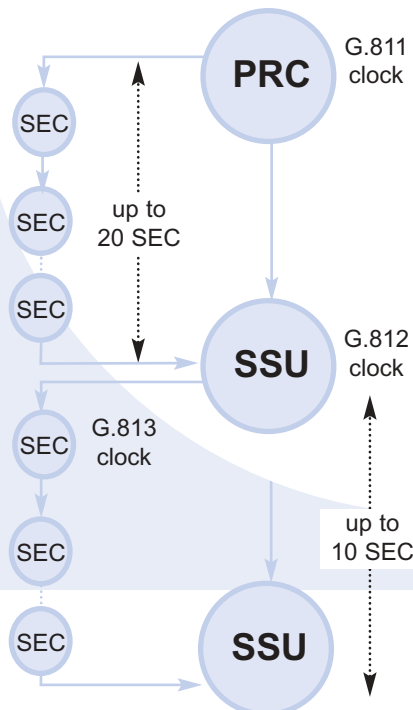 PRC
G.811
clock
SEC
SEC
up to
20 SEC
SEC
SSU
G.812
clock
SEC
G.813
clock
SEC
up to
10 SEC
SEC
SSU